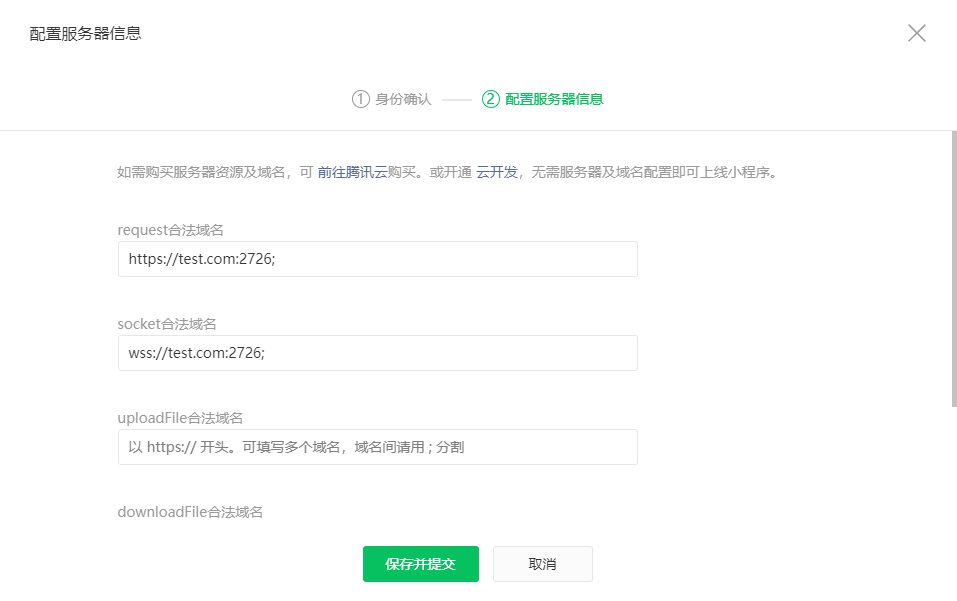 配置服务器信息
① 身份确认 ② 配置服务器信息
如需购买服务器资源及域名，可 前往腾讯云购买。或开通 云开发，无需服务器及域名配置即可上线小程序。
request合法域名
https://test.com:2726;
socket合法域名
wss://test.com:2726;
uploadFile合法域名
以 https:// 开头。可填写多个域名，域名间请用 ; 分割
downloadFile合法域名
保存并提交 取消